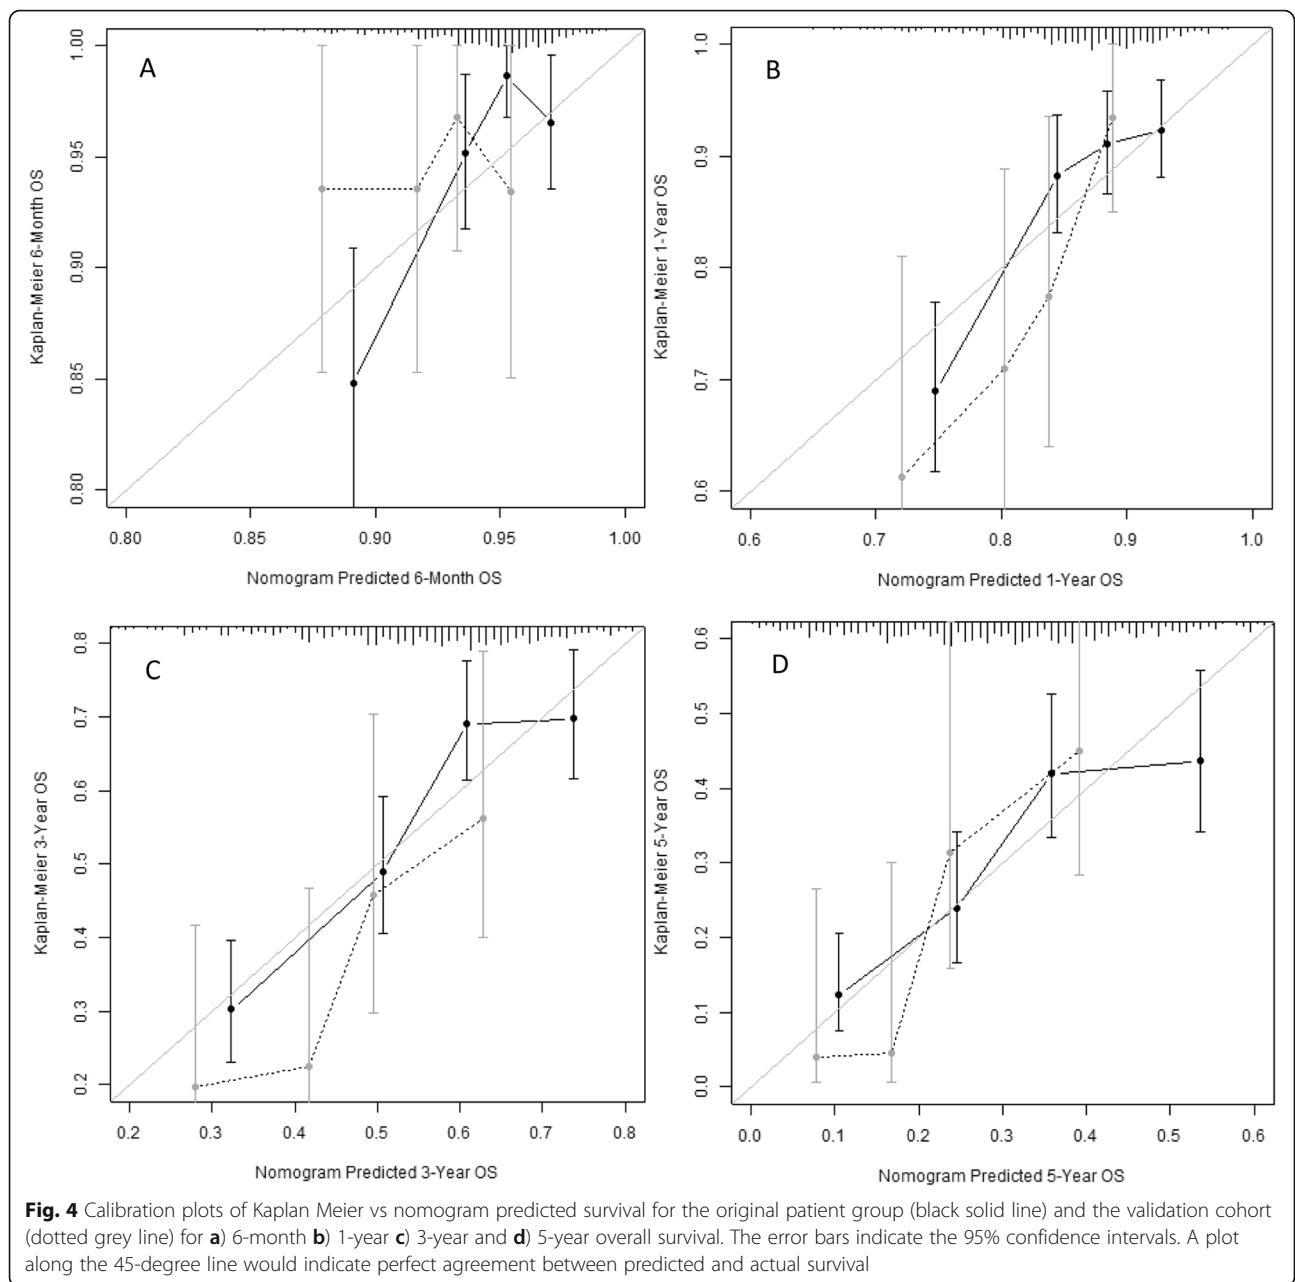 A
Kaplan-Meier 6-Month OS
1.00
0.95
0.90
0.85
0.80
0.80 0.85 0.90 0.95 1.00
Nomogram Predicted 6-Month OS
B
Kaplan-Meier 1-Year OS
1.0
0.9
0.8
0.7
0.6
0.6 0.7 0.8 0.9 1.0
Nomogram Predicted 1-Year OS
C
Kaplan-Meier 3-Year OS
0.8
0.7
0.6
0.5
0.4
0.3
0.2
0.2 0.3 0.4 0.5 0.6 0.7 0.8
Nomogram Predicted 3-Year OS
D
Kaplan-Meier 5-Year OS
0.6
0.5
0.4
0.3
0.2
0.1
0.0
0.0 0.1 0.2 0.3 0.4 0.5 0.6
Nomogram Predicted 5-Year OS
Fig. 4 Calibration plots of Kaplan Meier vs nomogram predicted survival for the original patient group (black solid line) and the validation cohort
(dotted grey line) for a) 6-month b) 1-year c) 3-year and d) 5-year overall survival. The error bars indicate the 95% confidence intervals. A plot
along the 45-degree line would indicate perfect agreement between predicted and actual survival